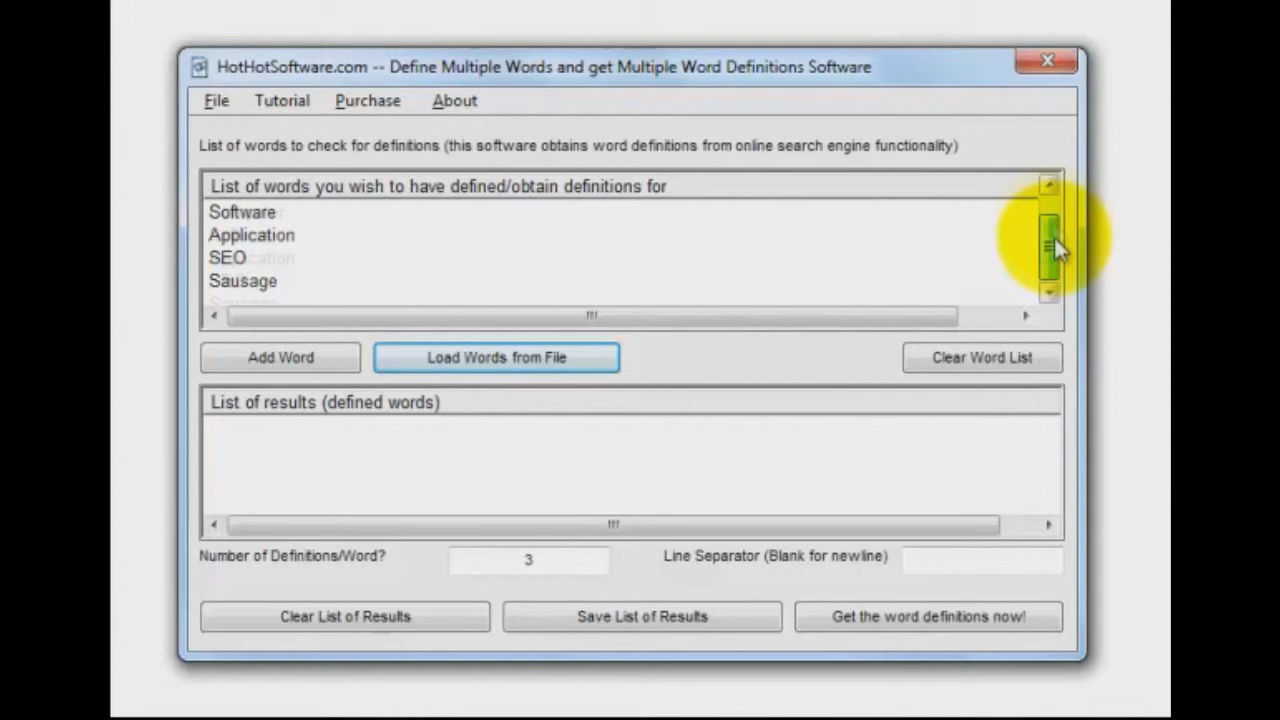 HotHotSoftware.com -- Define Multiple Words and get Multiple Word Definitions Software
File Tutorial Purchase About
List of words to check for definitions (this software obtains word definitions from online search engine functionality)
List of words you wish to have defined/obtain definitions for
Software
Application
SEO
Sausage
Add Word Load Words from File Clear Word List
List of results (defined words)
Number of Definitions/Word? 3 Line Separator (Blank for newline)
Clear List of Results Save List of Results Get the word definitions now!